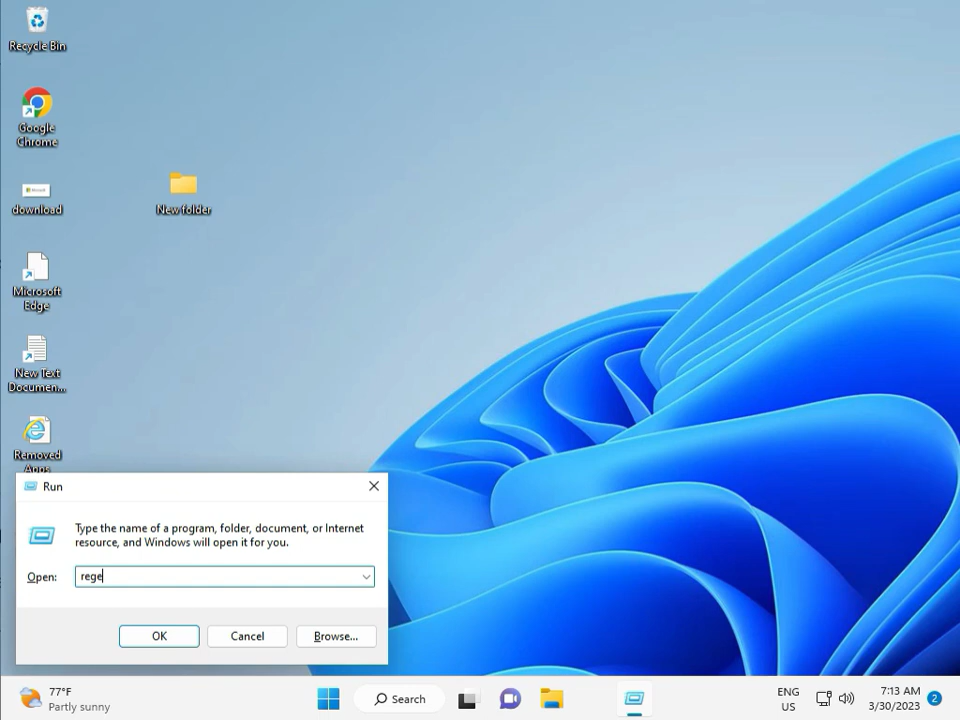 Recycle Bin
Google
Chrome
download
New folder
Microsoft
Edge
New Text
Documen...
Removed
Apps
Run
Type the name of a program, folder, document, or Internet
resource, and Windows will open it for you.
Open:
rege
OK
Cancel
Browse...
77°F
Partly sunny
Search
ENG
US
7:13 AM
3/30/2023
2